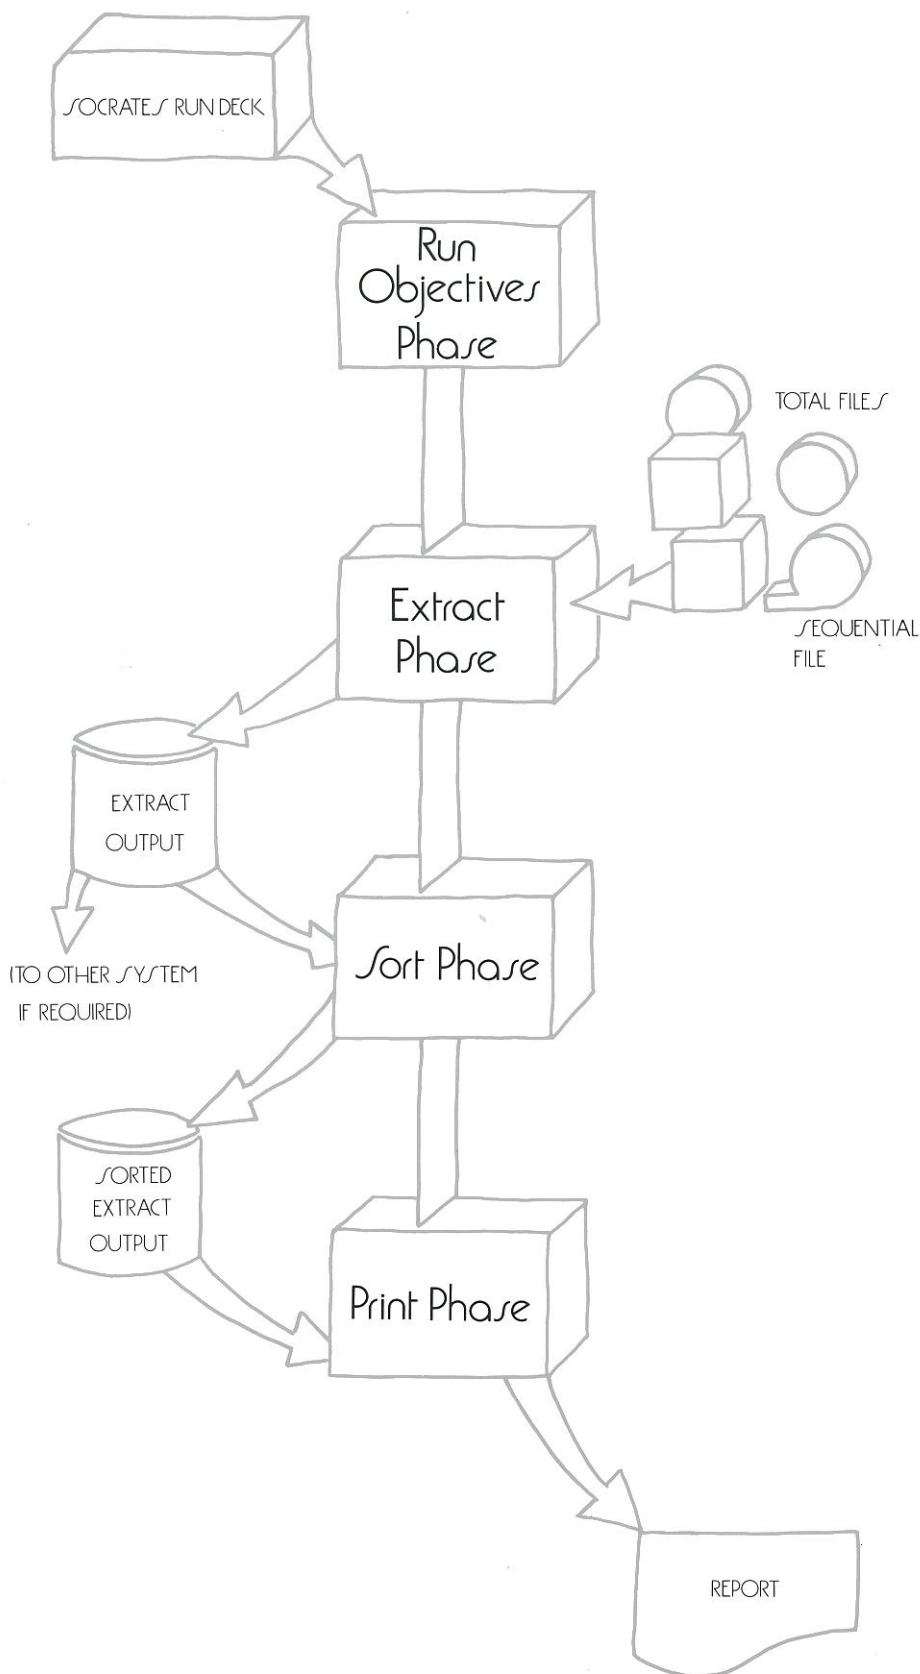 SOCRATES RUN DECK
Run
Objectives
Phase
TOTAL FILES
Extract
Phase
SEQUENTIAL
FILE
EXTRACT
OUTPUT
Sort Phase
(TO OTHER SYSTEM
IF REQUIRED)
SORTED
EXTRACT
OUTPUT
Print Phase
REPORT